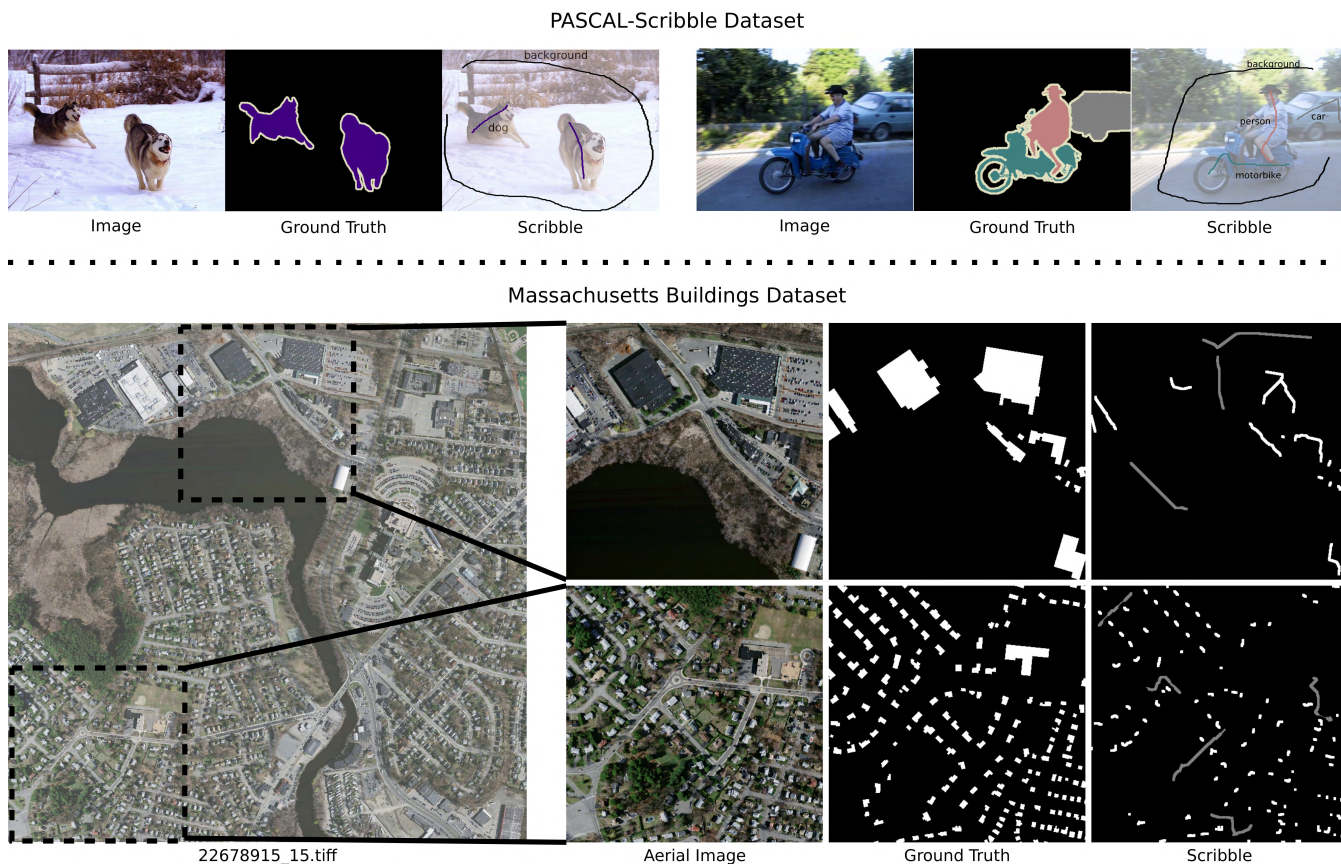 PASCAL-Scribble Dataset
background
dog
background
person
car
motorbike
Image
Ground Truth
Scribble
Image
Ground Truth
Scribble
Massachusetts Buildings Dataset
©
22678915_15.tiff
Aerial Image
Ground Truth
Scribble